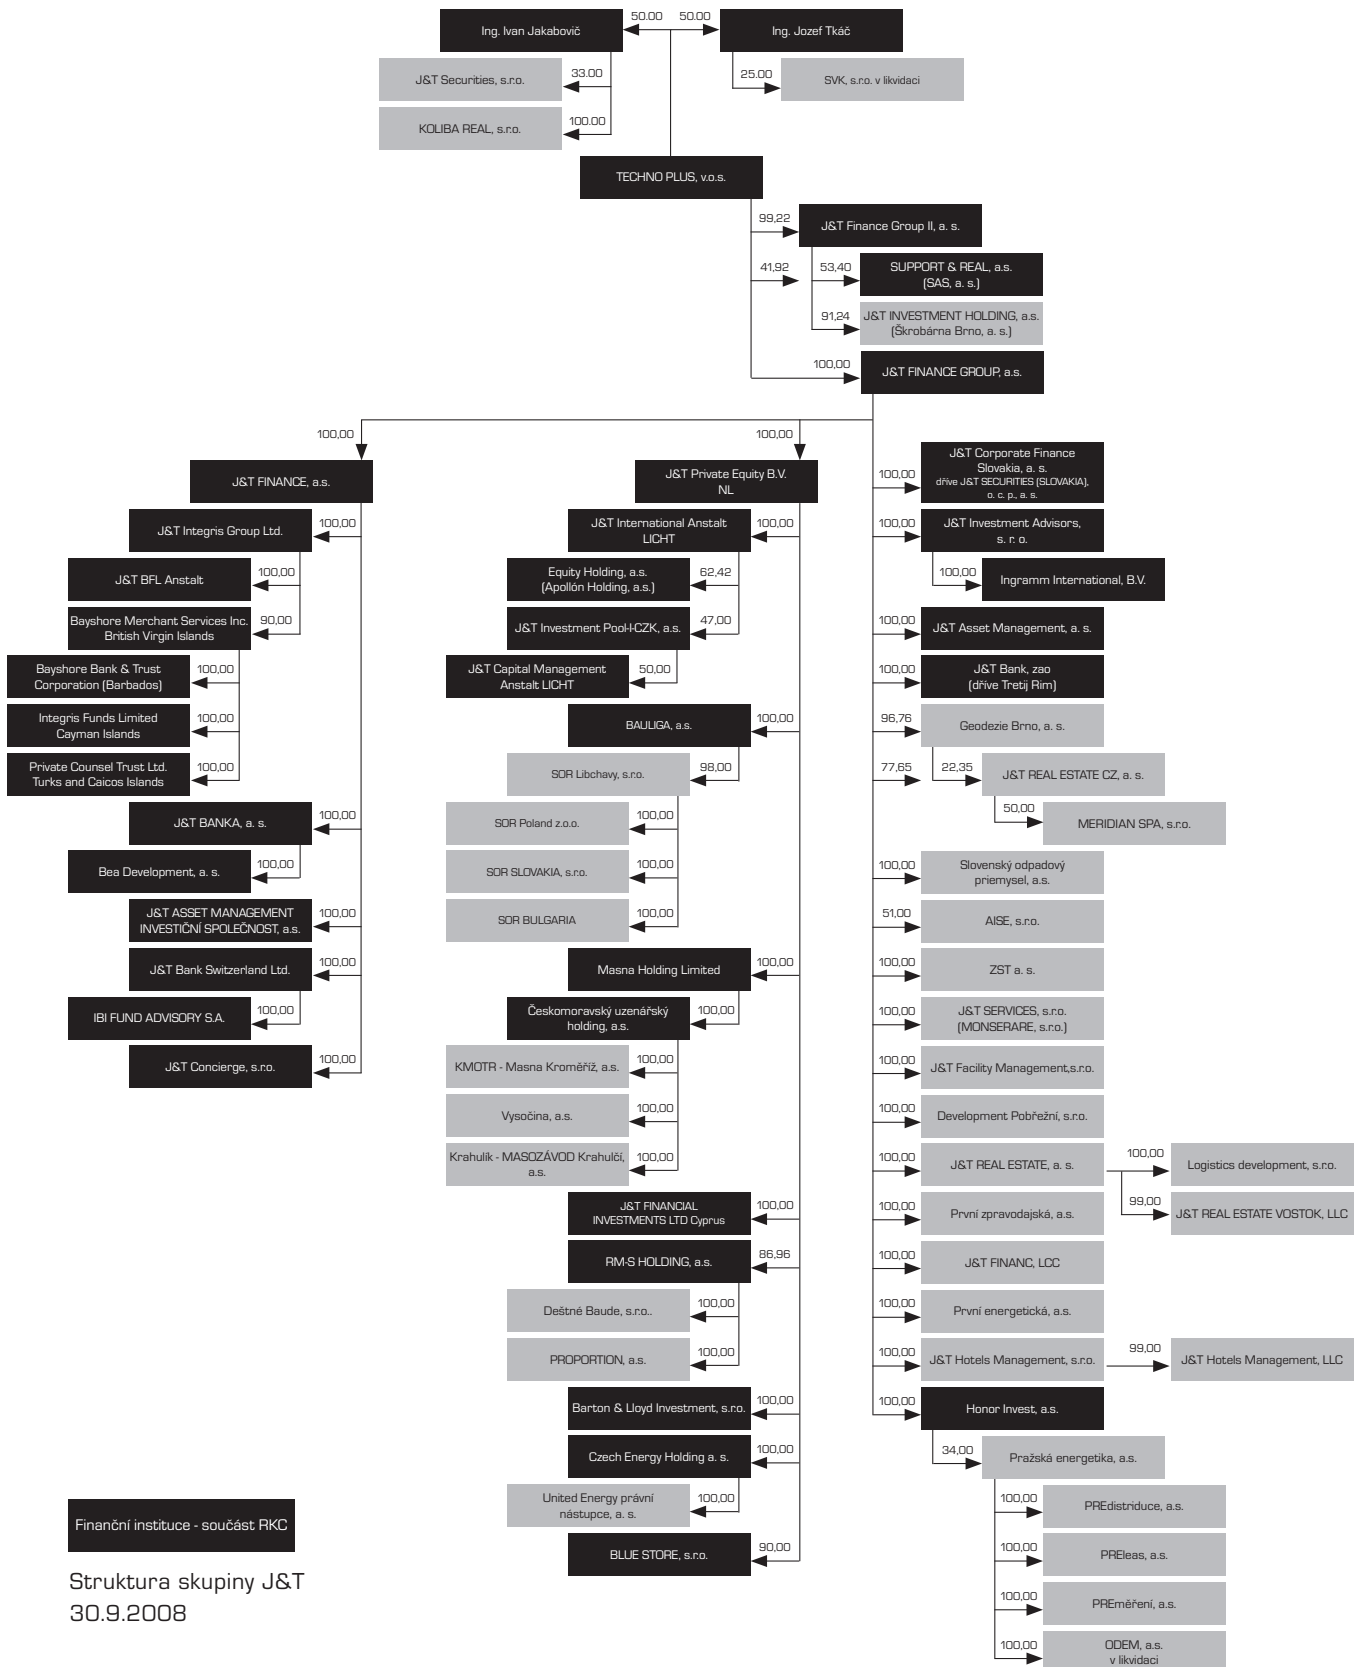 50.00 50.00
Ing. Ivan Jakabovič
Ing. Jozef Tkáč
33.00
J&T Securities, s.r.o.
25.00
SVK, s.r.o. v likvidaci
100.00
KOLIBA REAL, s.r.o.
TECHNO PLUS, v.o.s.
99,22
J&T Finance Group II, a. s.
41,92
53,40
SUPPORT & REAL, a.s.
(SAS, a. s.)
91,24
J&T INVESTMENT HOLDING, a.s.
(Škrobárna Brno, a. s.)
100,00
J&T FINANCE GROUP, a.s.
100,00
J&T FINANCE, a.s.
J&T Integris Group Ltd.
100,00
J&T BFL Anstalt
100,00
Bayshore Merchant Services Inc.
British Virgin Islands
90,00
Bayshore Bank & Trust
Corporation (Barbados)
100,00
Integris Funds Limited
Cayman Islands
100,00
Private Counsel Trust Ltd.
Turks and Caicos Islands
100,00
J&T BANKA, a. s.
100,00
Bea Development, a. s.
100,00
J&T ASSET MANAGEMENT
INVESTIČNÍ SPOLEČNOST, a.s.
100,00
J&T Bank Switzerland Ltd.
100,00
IBI FUND ADVISORY S.A.
100,00
J&T Concierge, s.r.o.
100,00
100,00
J&T Private Equity B.V.
NL
J&T International Anstalt
LICHT
100,00
Equity Holding, a.s.
(Apollón Holding, a.s.)
62,42
J&T Investment Pool-I-CZK, a.s.
47,00
J&T Capital Management
Anstalt LICHT
50,00
BAULIGA, a.s.
100,00
SOR Libchavy, s.r.o.
98,00
SOR Poland z.o.o.
100,00
SOR SLOVAKIA, s.r.o.
100,00
SOR BULGARIA
100,00
Masna Holding Limited
100,00
Českomoravský uzenářský
holding, a.s.
100,00
KMOTR - Masna Kroměříž, a.s.
100,00
Vysočina, a.s.
100,00
Krahulík - MASOZÁVOD Krahulčí,
a.s.
100,00
J&T FINANCIAL
INVESTMENTS LTD Cyprus
100,00
RM-S HOLDING, a.s.
86,96
Deštné Baude, s.r.o..
100,00
PROPORTION, a.s.
100,00
Barton & Lloyd Investment, s.r.o.
100,00
Czech Energy Holding a. s.
100,00
United Energy právní
nástupce, a. s.
100,00
BLUE STORE, s.r.o.
90,00
100,00
J&T Corporate Finance
Slovakia, a. s.
dříve J&T SECURITIES (SLOVAKIA),
o. c. p., a. s.
100,00
J&T Investment Advisors,
s. r. o.
100,00
Ingramm International, B.V.
100,00
J&T Asset Management, a. s.
100,00
J&T Bank, zao
(dříve Tretij Rim)
96,76
Geodezie Brno, a. s.
77,65
22,35
J&T REAL ESTATE CZ, a. s.
50,00
MERIDIAN SPA, s.r.o.
100,00
Slovenský odpadový
priemysel, a.s.
51,00
AISE, s.r.o.
100,00
ZST a. s.
100,00
J&T SERVICES, s.r.o.
(MONSERARE, s.r.o.)
100,00
J&T Facility Management,s.r.o.
100,00
Development Pobřežní, s.r.o.
100,00
J&T REAL ESTATE, a. s.
100,00
Logistics development, s.r.o.
99,00
J&T REAL ESTATE VOSTOK, LLC
100,00
První zpravodajská, a.s.
100,00
J&T FINANC, LCC
100,00
První energetická, a.s.
100,00
J&T Hotels Management, s.r.o.
99,00
J&T Hotels Management, LLC
100,00
Honor Invest, a.s.
34,00
Pražská energetika, a.s.
100,00
PREdistriduce, a.s.
100,00
PREleas, a.s.
100,00
PREměření, a.s.
100,00
ODEM, a.s.
v likvidaci
Finanční instituce - součást RKC
Struktura skupiny J&T
30.9.2008